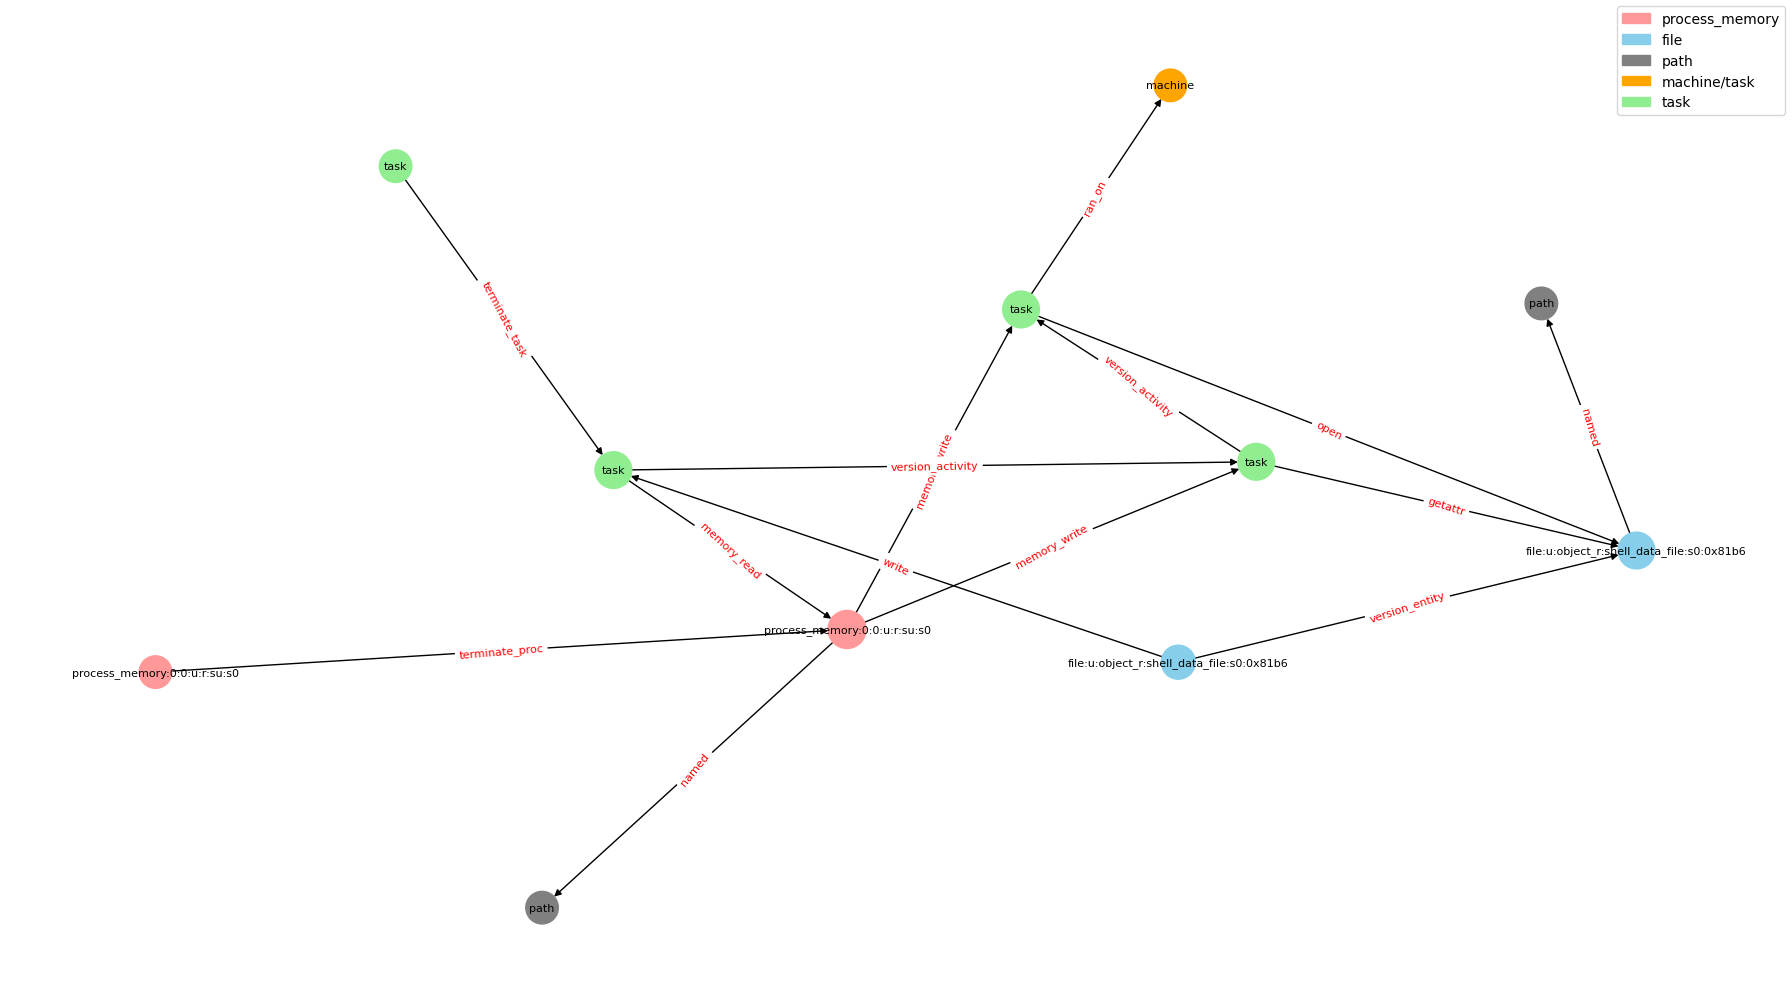 process_memory
file
path
machine/task
task
machine
task
ran_on
terminate_task
task
path
version_activity
named
open
task
version_activity
task
memory_write
getattr
memory_read
memory_write
write
file:u:object_r:shell_data_file:s0:0x81b6
version_entity
process_memory:0:0:u:r:su:s0
terminate_proc
file:u:object_r:shell_data_file:s0:0x81b6
process_memory:0:0:u:r:su:s0
named
path